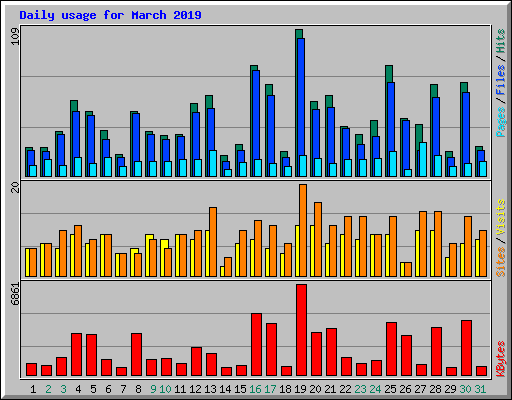 Daily usage for March 2019
109
Pages / Files / Hits
20
Sites / Visits
6861
KBytes
1 2 3 4 5 6 7 8 9 10 11 12 13 14 15 16 17 18 19 20 21 22 23 24 25 26 27 28 29 30 31